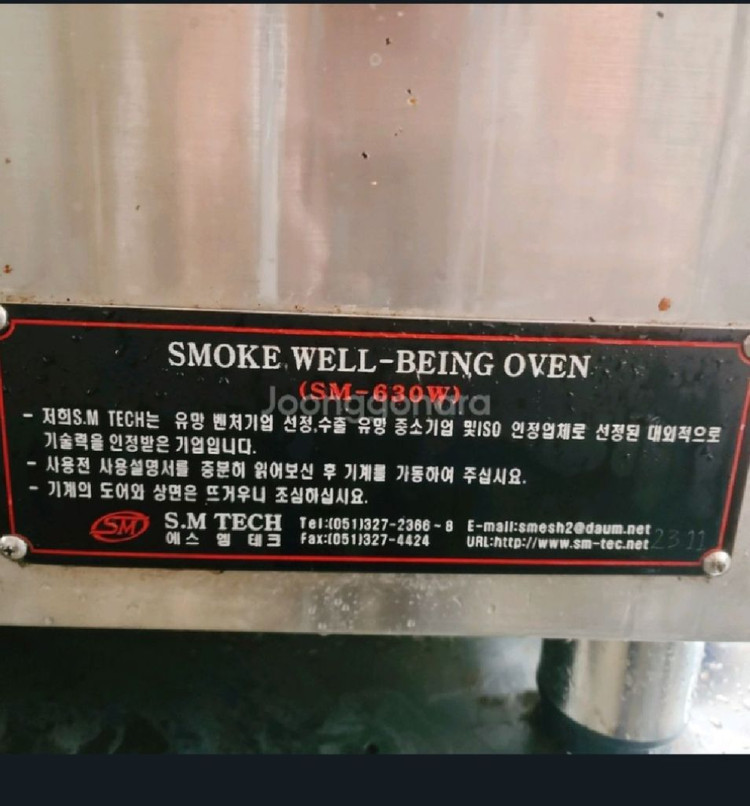 SMOKE WELL-BEING OVEN
(SM-630W)
Joonggonara
- 저희S.M TECH는 유망 벤처기업 선정,수출 유망 중소기업 및ISO 인정업체로 선정된 대외적으로
기술력을 인정받은 기업입니다.
- 사용전 사용설명서를 충분히 읽어보신 후 기계를 가동하여 주십시요.
- 기계의 도어와 상면은 뜨거우니 조심하십시요.
SM S.M TECH Tel:(051)327-2366~8 E-mail:smesh2@daum.net
에스 엠 테크 Fax:(051)327-4424 URL:http://www.sm-tec.net 2311